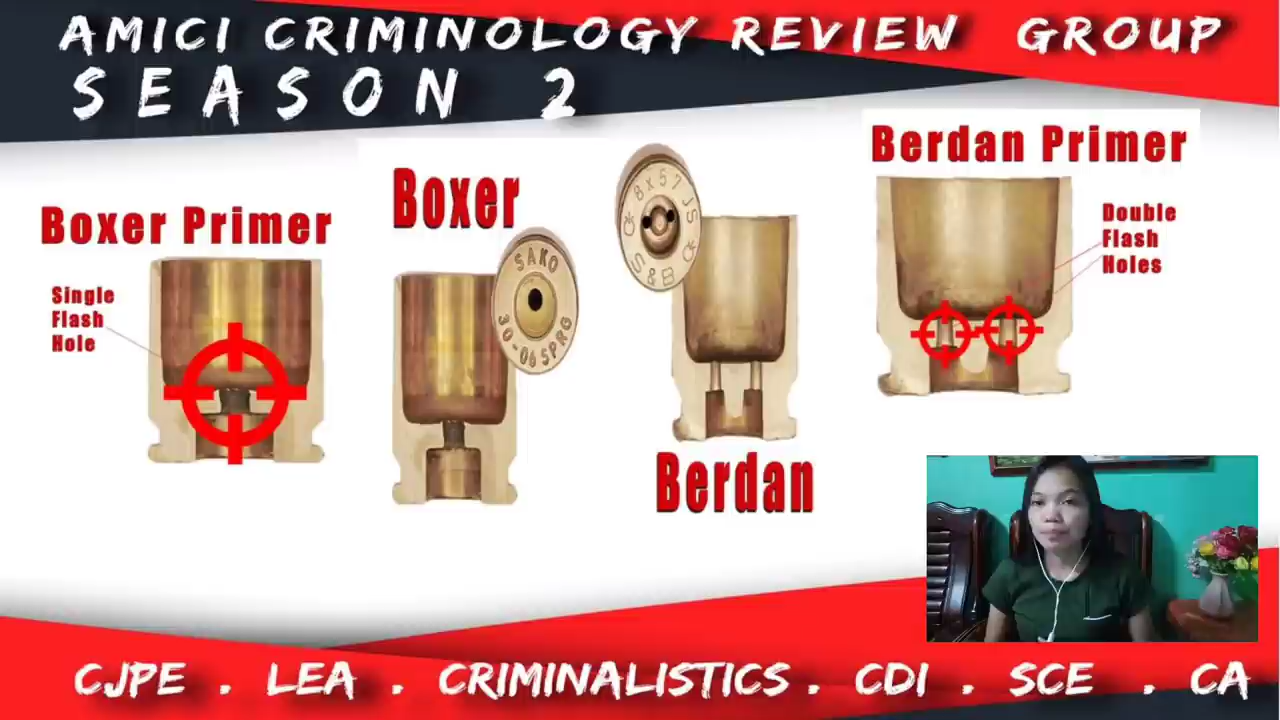 AMICI CRIMINOLOGY REVIEW GROUP
SEASON 2
Boxer Primer
Single
Flash
Hole
Boxer
SAKO
30-06 SPRG
8x57 JS
S&B
Berdan
Berdan Primer
Double
Flash
Holes
CJPE . LEA . CRIMINALISTICS . CDI . SCE . CA